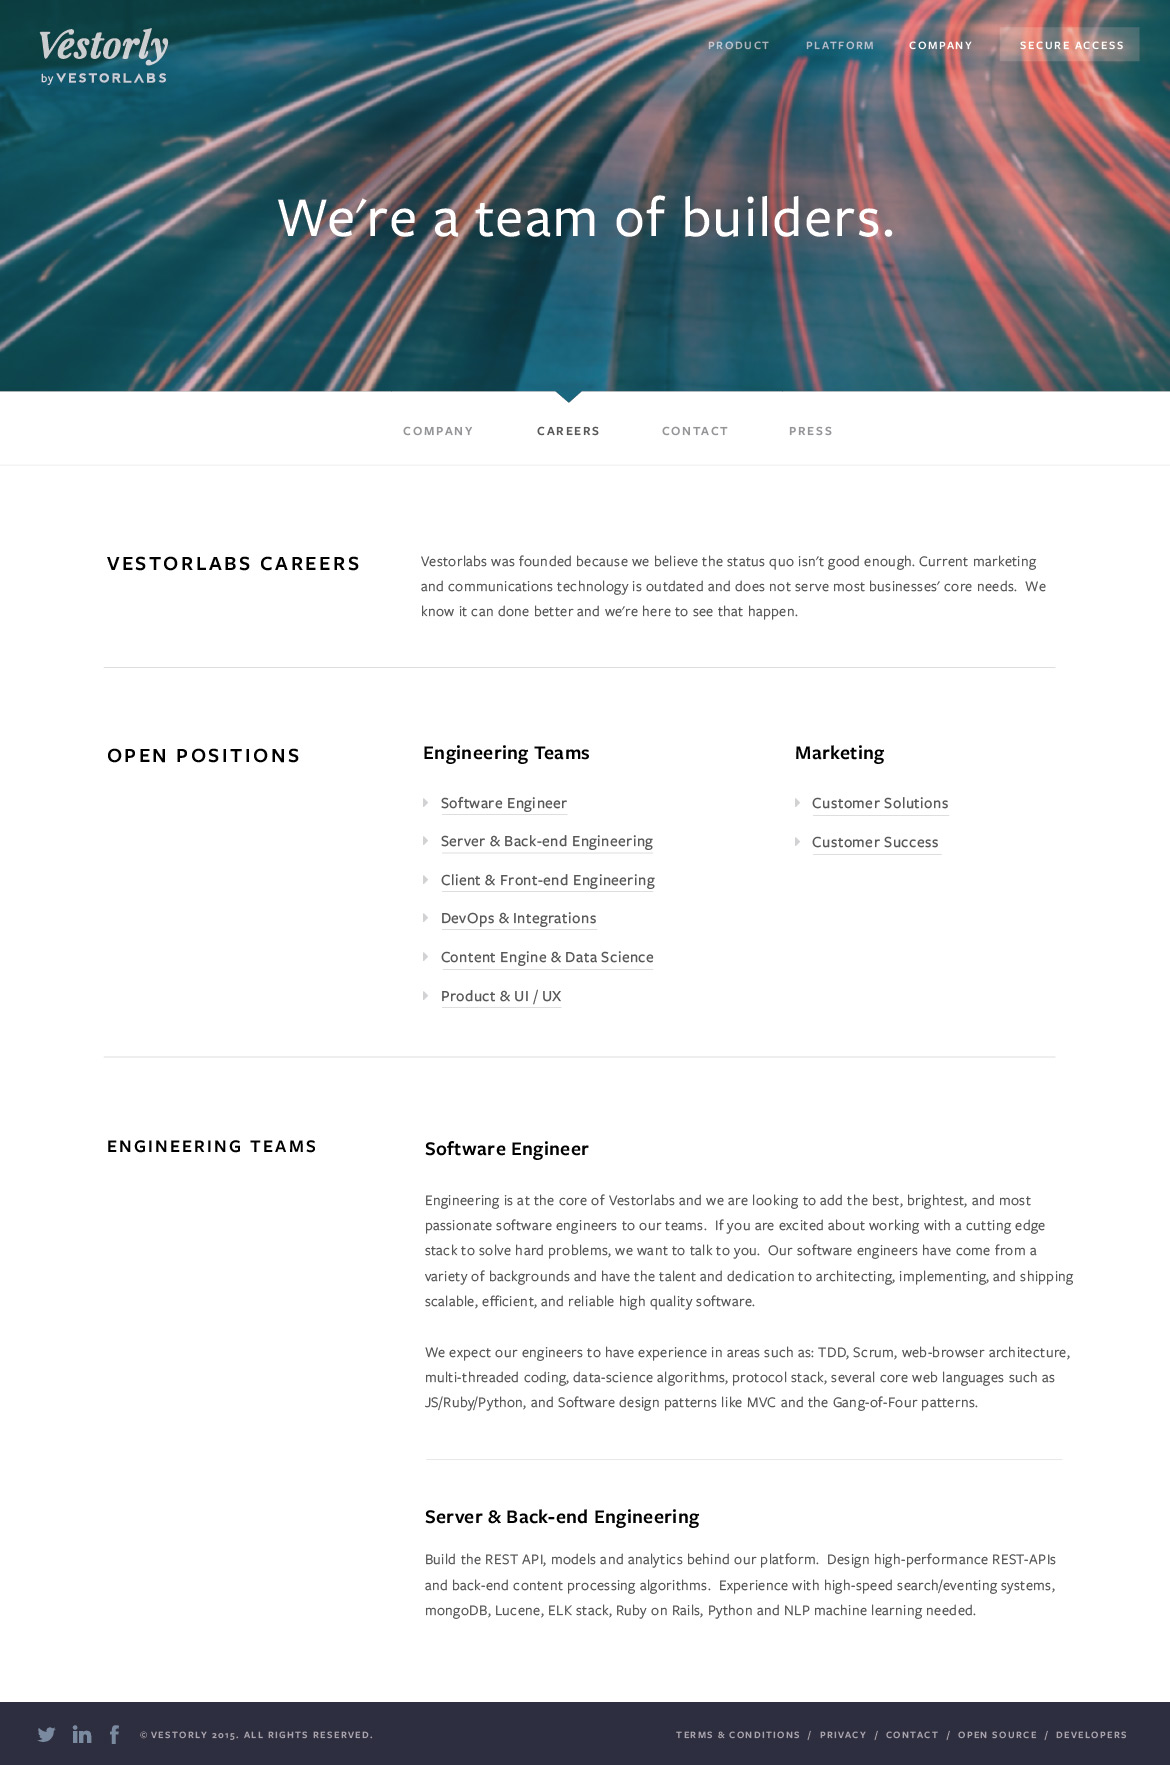 Vestorly
by VESTORLABS
PRODUCT PLATFORM COMPANY SECURE ACCESS
We're a team of builders.
COMPANY CAREERS CONTACT PRESS
VESTORLABS CAREERS
Vestorlabs was founded because we believe the status quo isn't good enough. Current marketing
and communications technology is outdated and does not serve most businesses' core needs. We
know it can done better and we're here to see that happen.
OPEN POSITIONS
Engineering Teams
Software Engineer
Server & Back-end Engineering
Client & Front-end Engineering
DevOps & Integrations
Content Engine & Data Science
Product & UI / UX
Marketing
Customer Solutions
Customer Success
ENGINEERING TEAMS
Software Engineer
Engineering is at the core of Vestorlabs and we are looking to add the best, brightest, and most
passionate software engineers to our teams. If you are excited about working with a cutting edge
stack to solve hard problems, we want to talk to you. Our software engineers have come from a
variety of backgrounds and have the talent and dedication to architecting, implementing, and shipping
scalable, efficient, and reliable high quality software.
We expect our engineers to have experience in areas such as: TDD, Scrum, web-browser architecture,
multi-threaded coding, data-science algorithms, protocol stack, several core web languages such as
JS/Ruby/Python, and Software design patterns like MVC and the Gang-of-Four patterns.
Server & Back-end Engineering
Build the REST API, models and analytics behind our platform. Design high-performance REST-APIs
and back-end content processing algorithms. Experience with high-speed search/eventing systems,
mongoDB, Lucene, ELK stack, Ruby on Rails, Python and NLP machine learning needed.
© VESTORLY 2015. ALL RIGHTS RESERVED.
TERMS & CONDITIONS / PRIVACY / CONTACT / OPEN SOURCE / DEVELOPERS